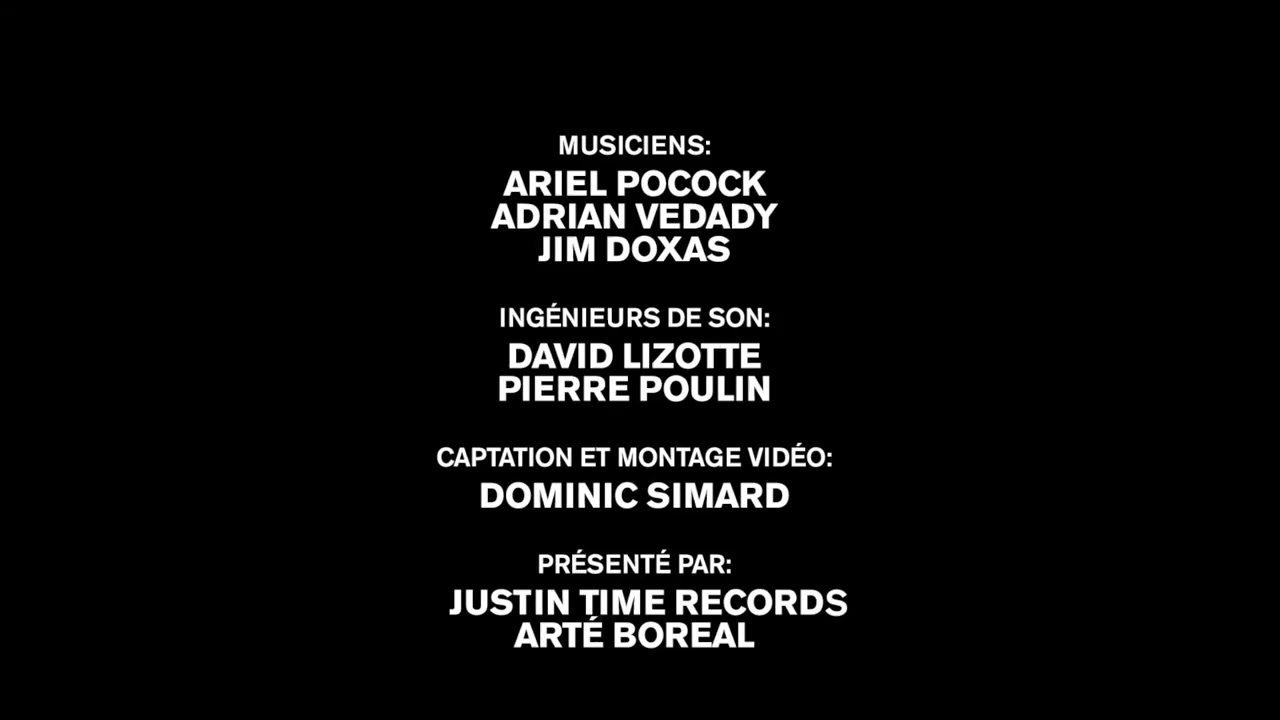 MUSICIENS:
ARIEL POCOCK
ADRIAN VEDADY
JIM DOXAS
INGÉNIEURS DE SON:
DAVID LIZOTTE
PIERRE POULIN
CAPTATION ET MONTAGE VIDÉO:
DOMINIC SIMARD
PRÉSENTÉ PAR:
JUSTIN TIME RECORDS
ARTÉ BOREAL